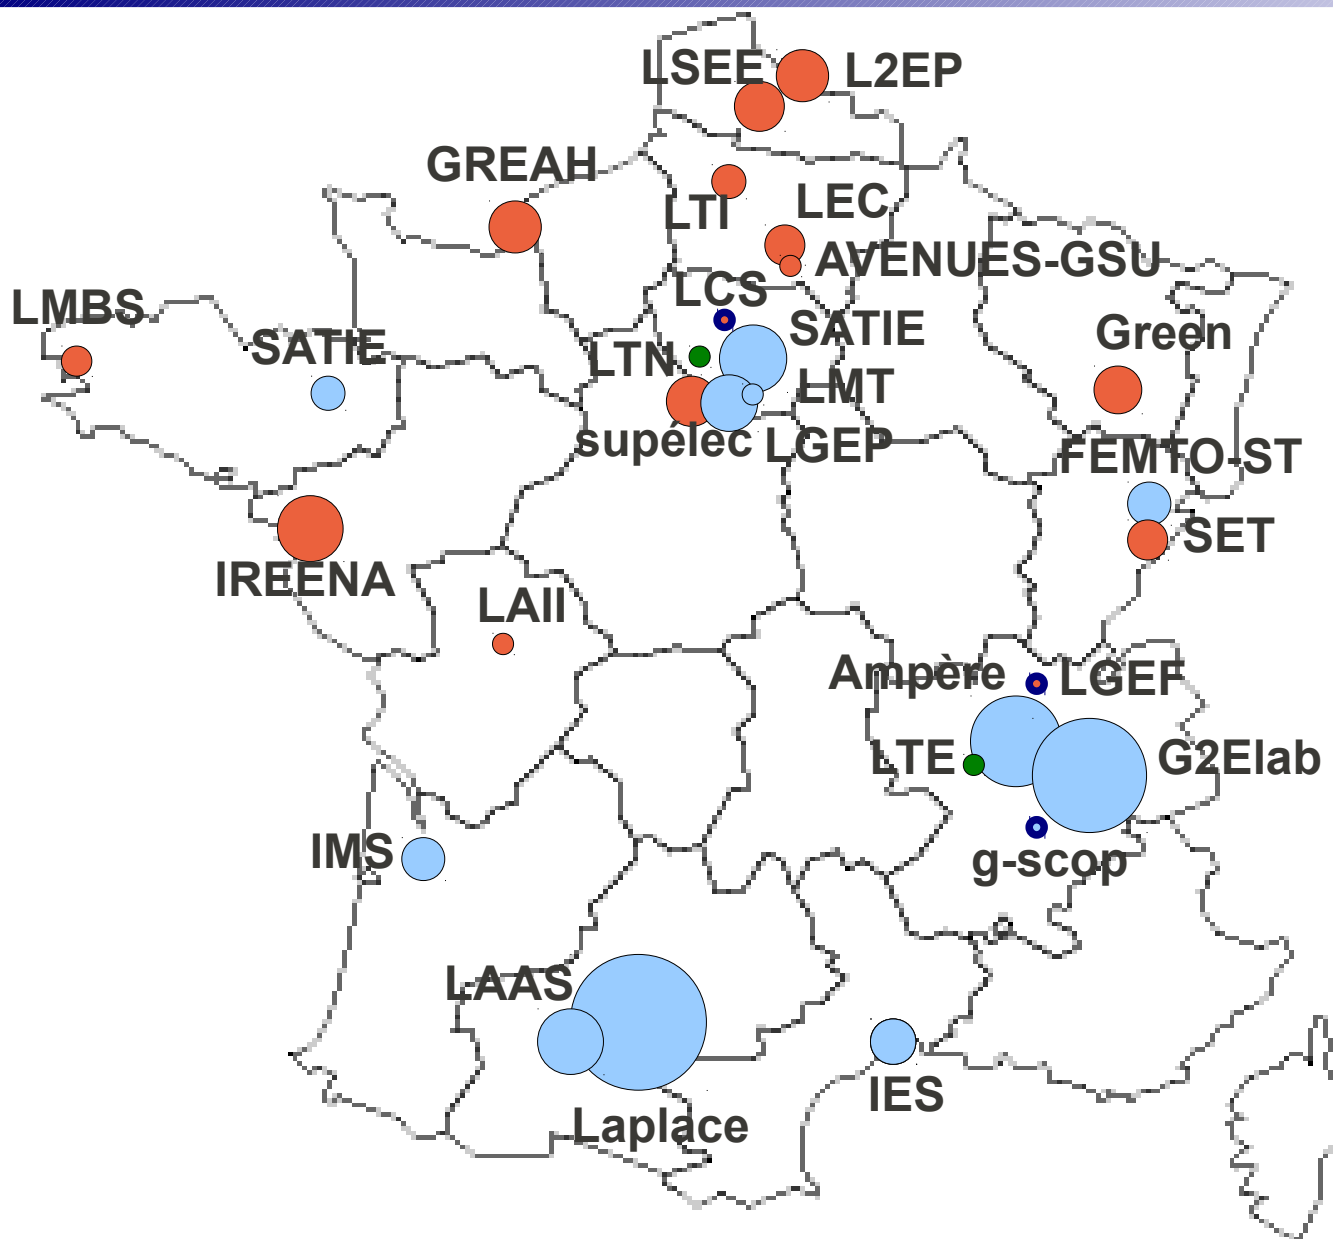 LSEE
L2EP
GREAH
LTI
LEC
AVENUES-GSU
LCS
LMBS
SATIE
SATIE
LTN
Green
LMT
supélec
LGEP
FEMTO-ST
SET
IREENA
LAII
Ampère
LGEF
LTE
G2Elab
IMS
g-scop
LAAS
IES
Laplace